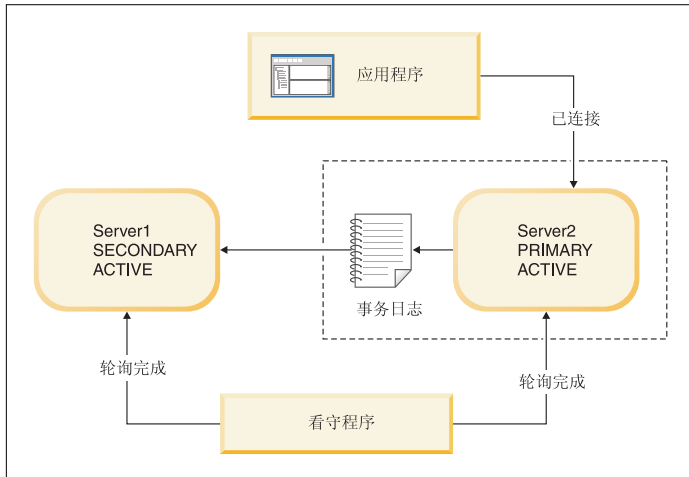 应用程序
已连接
Server1
SECONDARY
ACTIVE
Server2
PRIMARY
ACTIVE
事务日志
轮询完成
轮询完成
看守程序